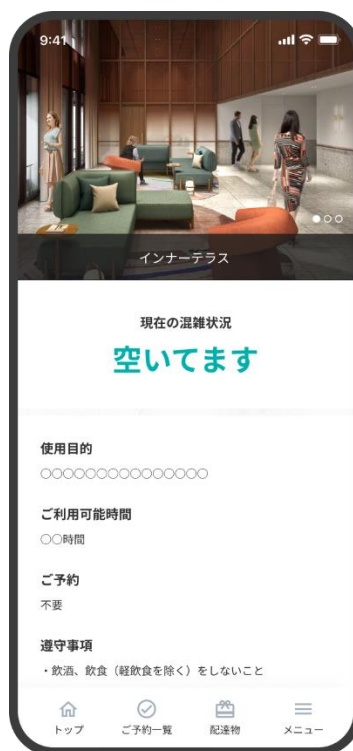 9:41
インナーテラス
現在の混雑状況
空いてます
使用目的
○○○○○○○○○○○○○○○
ご利用可能時間
○○時間
ご予約
不要
遵守事項
・飲酒、飲食（軽飲食を除く）をしないこと
トップ ご予約一覧 配達物 メニュー